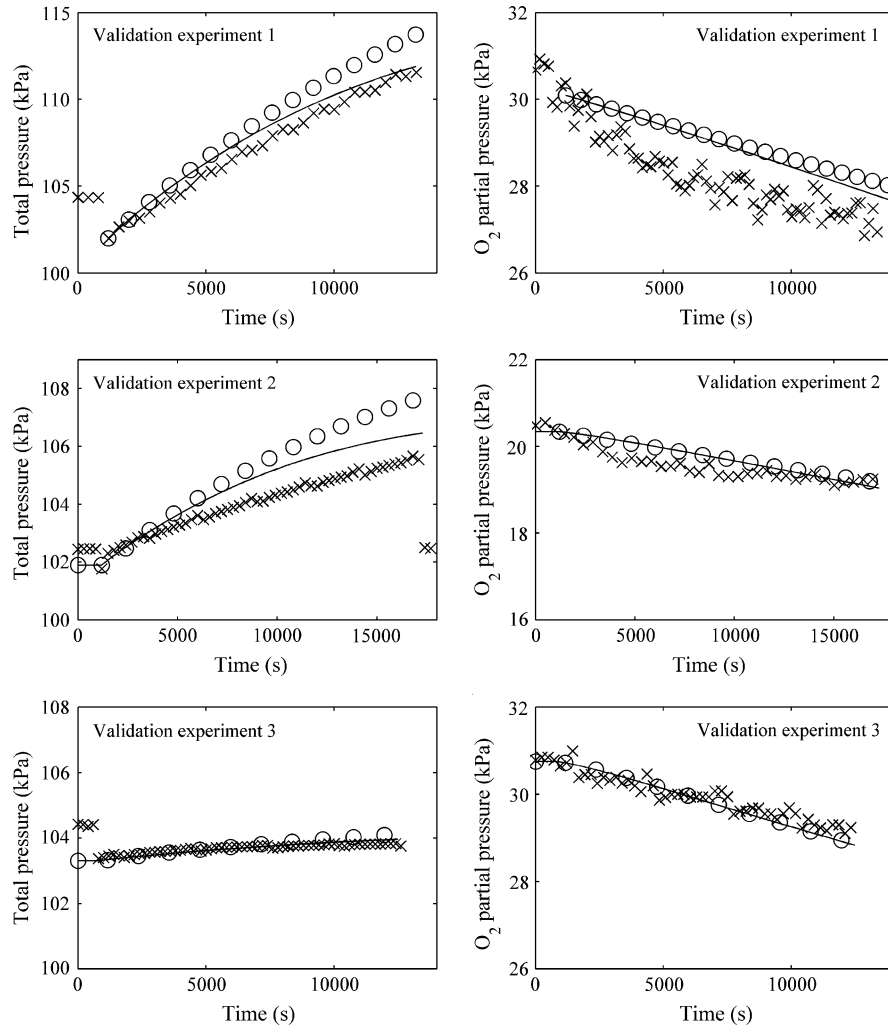 Validation experiment 1
Total pressure (kPa)
115
110
105
100
0 5000 10000
Time (s)
Validation experiment 1
O2 partial pressure (kPa)
32
30
28
26
0 5000 10000
Time (s)
Validation experiment 2
Total pressure (kPa)
108
106
104
102
100
0 5000 10000 15000
Time (s)
Validation experiment 2
O2 partial pressure (kPa)
22
20
18
16
0 5000 10000 15000
Time (s)
Validation experiment 3
Total pressure (kPa)
108
106
104
102
100
0 5000 10000
Time (s)
Validation experiment 3
O2 partial pressure (kPa)
32
30
28
26
0 5000 10000
Time (s)